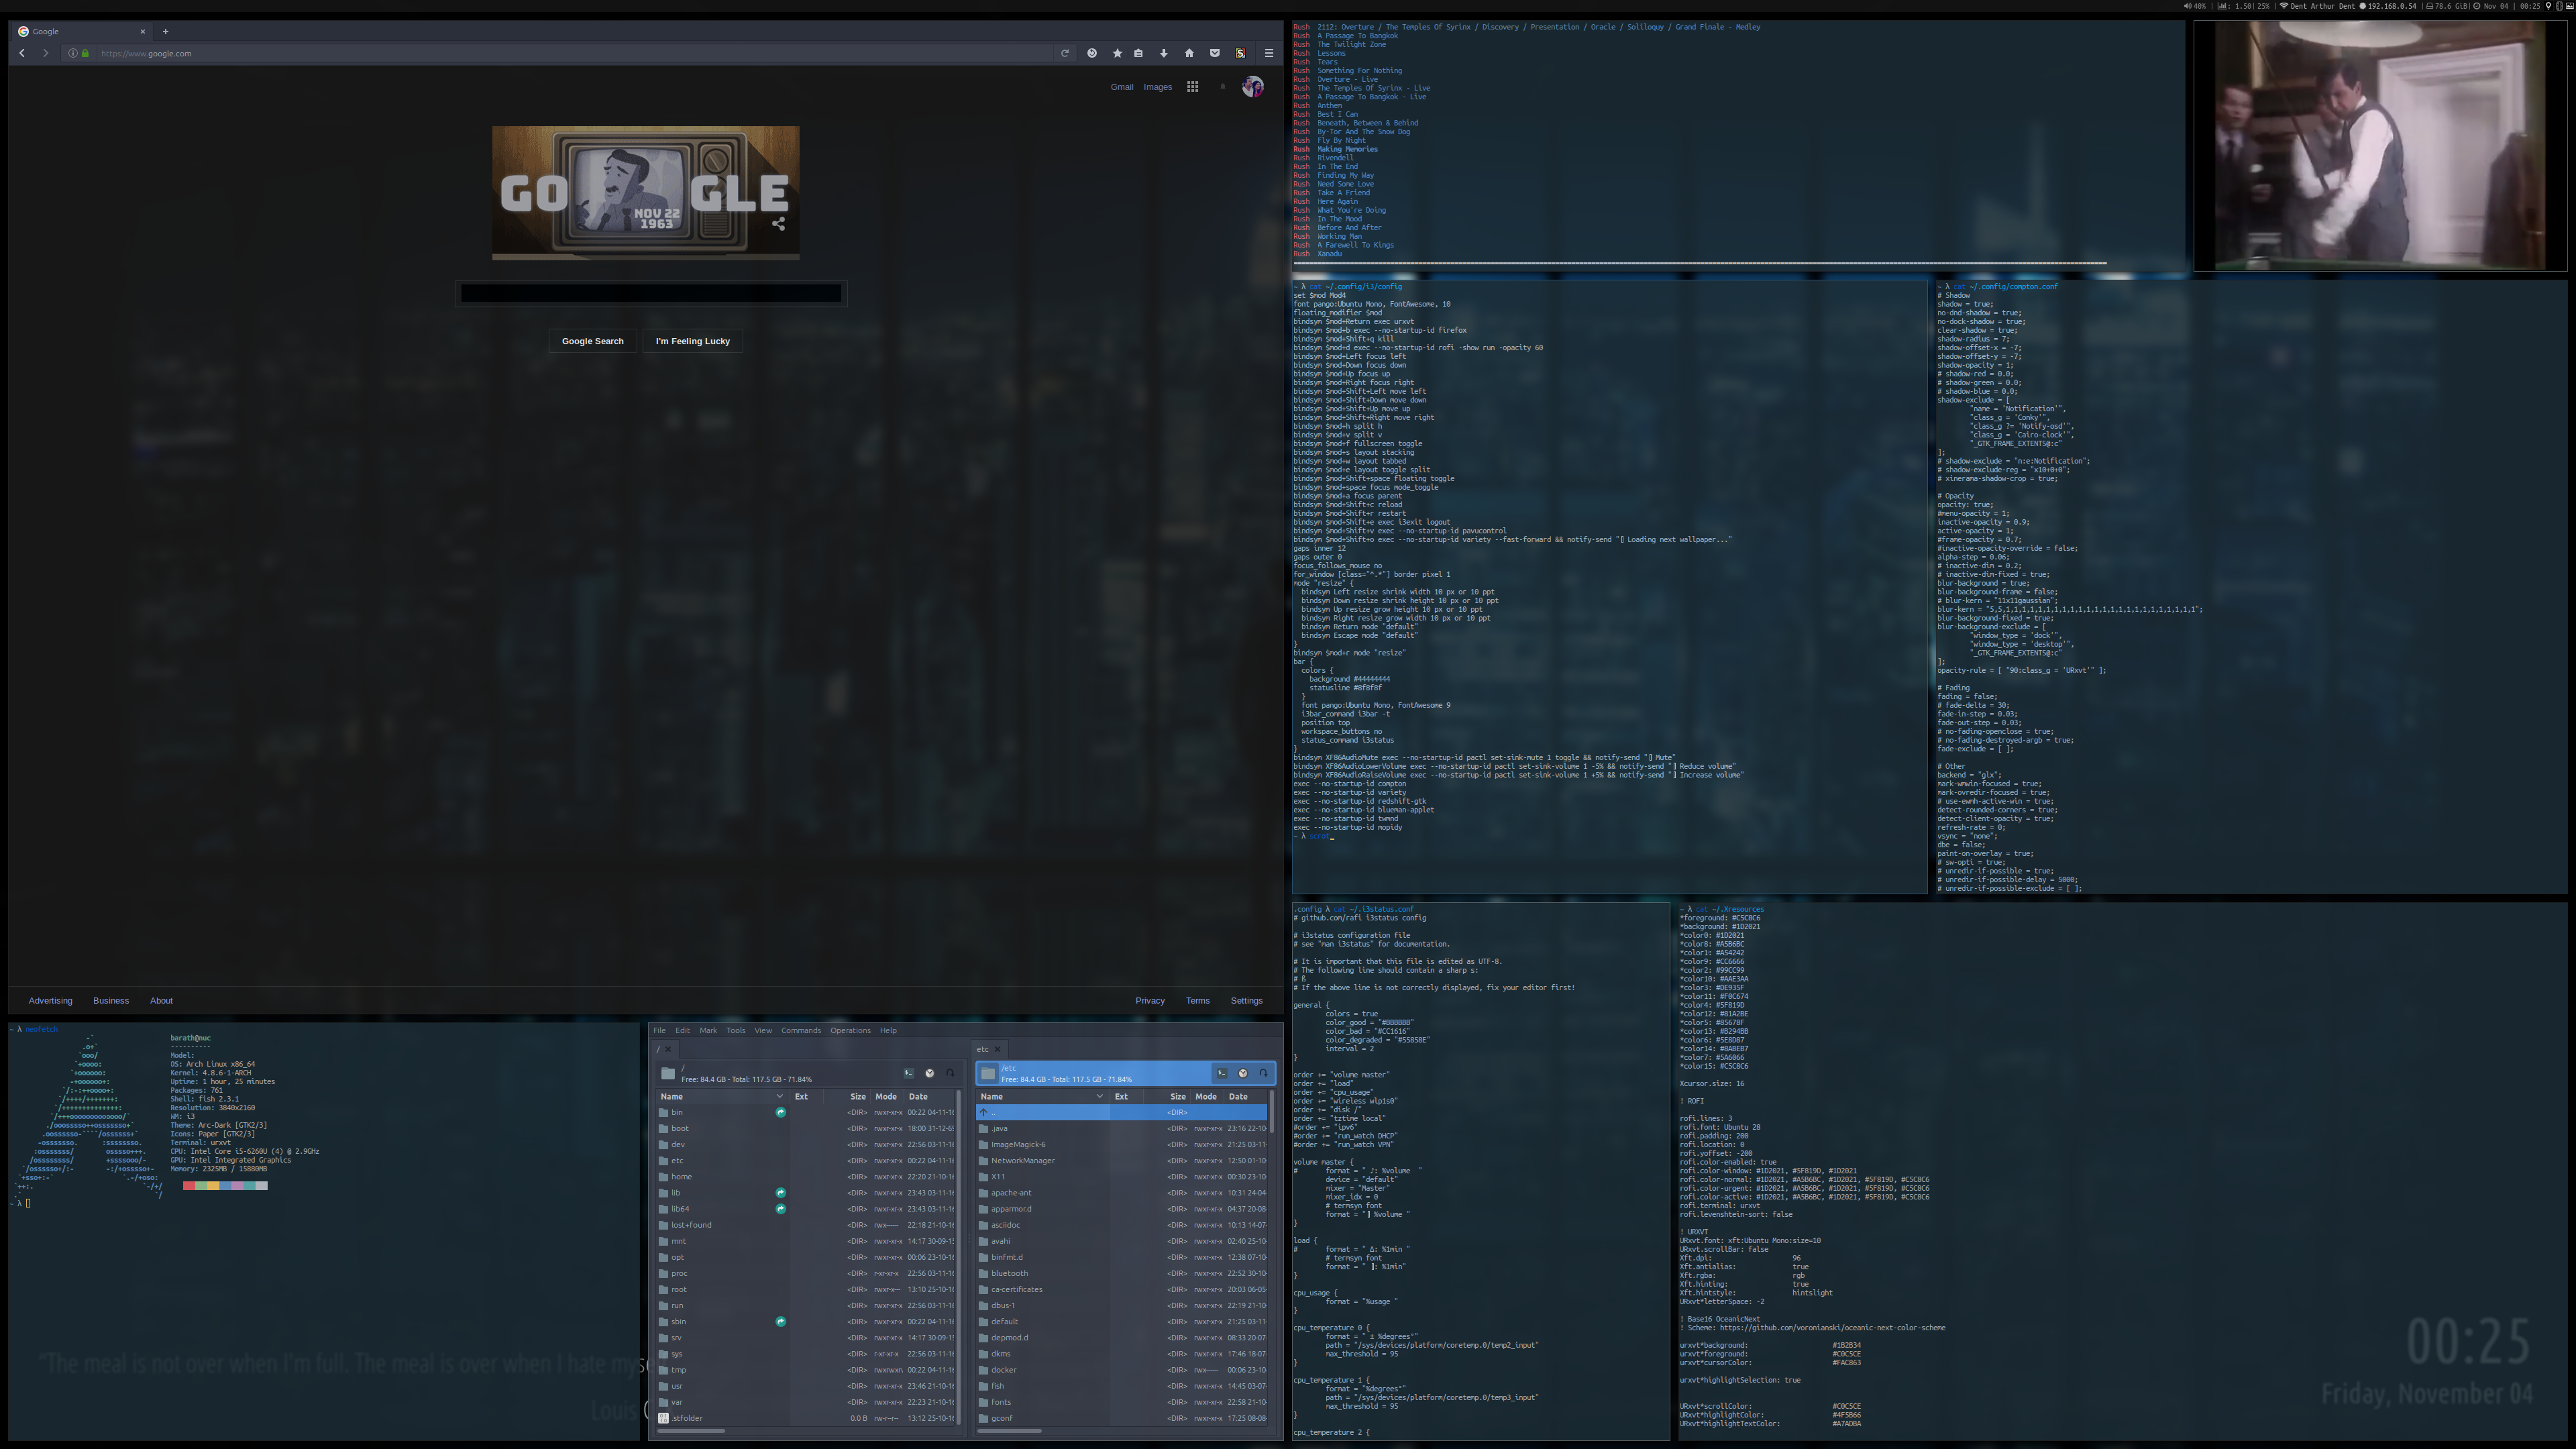 40% | : 1.50| 25% | Dent Arthur Dent 192.168.0.54 | 78.6 GiB| Nov 04 | 00:25
Google
https://www.google.com
Gmail Images
GO GLE
NOV 22
1963
Google Search I'm Feeling Lucky
Advertising Business About
Privacy Terms Settings
Rush 2112: Overture / The Temples Of Syrinx / Discovery / Presentation / Oracle / Soliloquy / Grand Finale - Medley
Rush A Passage To Bangkok
Rush The Twilight Zone
Rush Lessons
Rush Tears
Rush Something For Nothing
Rush Overture - Live
Rush The Temples Of Syrinx - Live
Rush A Passage To Bangkok - Live
Rush Anthem
Rush Best I Can
Rush Beneath, Between & Behind
Rush By-Tor And The Snow Dog
Rush Fly By Night
Rush Making Memories
Rush Rivendell
Rush In The End
Rush Finding My Way
Rush Need Some Love
Rush Take A Friend
Rush Here Again
Rush What You're Doing
Rush In The Mood
Rush Before And After
Rush Working Man
Rush A Farewell To Kings
Rush Xanadu
~ λ cat ~/.config/i3/config
set $mod Mod4
font pango:Ubuntu Mono, FontAwesome, 10
floating_modifier $mod
bindsym $mod+Return exec urxvt
bindsym $mod+b exec --no-startup-id firefox
bindsym $mod+Shift+q kill
bindsym $mod+d exec --no-startup-id rofi -show run -opacity 60
bindsym $mod+Left focus left
bindsym $mod+Down focus down
bindsym $mod+Up focus up
bindsym $mod+Right focus right
bindsym $mod+Shift+Left move left
bindsym $mod+Shift+Down move down
bindsym $mod+Shift+Up move up
bindsym $mod+Shift+Right move right
bindsym $mod+h split h
bindsym $mod+v split v
bindsym $mod+f fullscreen toggle
bindsym $mod+s layout stacking
bindsym $mod+w layout tabbed
bindsym $mod+e layout toggle split
bindsym $mod+Shift+space floating toggle
bindsym $mod+space focus mode_toggle
bindsym $mod+a focus parent
bindsym $mod+Shift+c reload
bindsym $mod+Shift+r restart
bindsym $mod+Shift+e exec i3exit logout
bindsym $mod+Shift+v exec --no-startup-id pavucontrol
bindsym $mod+Shift+o exec --no-startup-id variety --fast-forward && notify-send " Loading next wallpaper..."
gaps inner 12
gaps outer 0
focus_follows_mouse no
for_window [class="^.*"] border pixel 1
mode "resize" {
bindsym Left resize shrink width 10 px or 10 ppt
bindsym Down resize shrink height 10 px or 10 ppt
bindsym Up resize grow height 10 px or 10 ppt
bindsym Right resize grow width 10 px or 10 ppt
bindsym Return mode "default"
bindsym Escape mode "default"
}
bindsym $mod+r mode "resize"
bar {
colors {
background #44444444
statusline #8f8f8f
}
font pango:Ubuntu Mono, FontAwesome 9
i3bar_command i3bar -t
position top
workspace_buttons no
status_command i3status
}
bindsym XF86AudioMute exec --no-startup-id pactl set-sink-mute 1 toggle && notify-send " Mute"
bindsym XF86AudioLowerVolume exec --no-startup-id pactl set-sink-volume 1 -5% && notify-send " Reduce volume"
bindsym XF86AudioRaiseVolume exec --no-startup-id pactl set-sink-volume 1 +5% && notify-send " Increase volume"
exec --no-startup-id compton
exec --no-startup-id variety
exec --no-startup-id redshift-gtk
exec --no-startup-id blueman-applet
exec --no-startup-id twmnd
exec --no-startup-id mopidy
~ λ scrot
~ λ cat ~/.config/compton.conf
# Shadow
shadow = true;
no-dnd-shadow = true;
no-dock-shadow = true;
clear-shadow = true;
shadow-radius = 7;
shadow-offset-x = -7;
shadow-offset-y = -7;
shadow-opacity = 1;
# shadow-red = 0.0;
# shadow-green = 0.0;
# shadow-blue = 0.0;
shadow-exclude = [
"name = 'Notification'",
"class_g = 'Conky'",
"class_g ?= 'Notify-osd'",
"class_g = 'Cairo-clock'",
"_GTK_FRAME_EXTENTS@:c"
];
# shadow-exclude = "n:e:Notification";
# shadow-exclude-reg = "x10+0+0";
# xinerama-shadow-crop = true;
# Opacity
opacity: true;
#menu-opacity = 1;
inactive-opacity = 0.9;
active-opacity = 1;
#frame-opacity = 0.7;
#inactive-opacity-override = false;
alpha-step = 0.06;
# inactive-dim = 0.2;
# inactive-dim-fixed = true;
blur-background = true;
blur-background-frame = false;
# blur-kern = "11x11gaussian";
blur-kern = "5,5,1,1,1,1,1,1,1,1,1,1,1,1,1,1,1,1,1,1,1,1,1,1,1,1";
blur-background-fixed = true;
blur-background-exclude = [
"window_type = 'dock'",
"window_type = 'desktop'",
"_GTK_FRAME_EXTENTS@:c"
];
opacity-rule = [ "90:class_g = 'URxvt'" ];
# Fading
fading = false;
# fade-delta = 30;
fade-in-step = 0.03;
fade-out-step = 0.03;
# no-fading-openclose = true;
# no-fading-destroyed-argb = true;
fade-exclude = [ ];
# Other
backend = "glx";
mark-wmwin-focused = true;
mark-ovredir-focused = true;
# use-ewmh-active-win = true;
detect-rounded-corners = true;
detect-client-opacity = true;
refresh-rate = 0;
vsync = "none";
dbe = false;
paint-on-overlay = true;
# sw-opti = true;
# unredir-if-possible = true;
# unredir-if-possible-delay = 5000;
# unredir-if-possible-exclude = [ ];
~ λ neofetch
barath@nuc
----------
Model:
OS: Arch Linux x86_64
Kernel: 4.8.6-1-ARCH
Uptime: 1 hour, 25 minutes
Packages: 761
Shell: fish 2.3.1
Resolution: 3840x2160
WM: i3
Theme: Arc-Dark [GTK2/3]
Icons: Paper [GTK2/3]
Terminal: urxvt
CPU: Intel Core i5-6260U (4) @ 2.9GHz
GPU: Intel Integrated Graphics
Memory: 2325MB / 15880MB
~ λ
"The meal is not over when I'm full. The meal is over when I hate myse
Louis C
File Edit Mark Tools View Commands Operations Help
/
/
Free: 84.4 GB - Total: 117.5 GB - 71.84%
Name Ext Size Mode Date
bin <DIR> rwxr-xr-x 00:22 04-11-16
boot <DIR> rwxr-xr-x 18:00 31-12-69
dev <DIR> rwxr-xr-x 22:56 03-11-16
etc <DIR> rwxr-xr-x 00:22 04-11-16
home <DIR> rwxr-xr-x 22:20 21-10-16
lib <DIR> rwxr-xr-x 23:43 03-11-16
lib64 <DIR> rwxr-xr-x 23:43 03-11-16
lost+found <DIR> rwx------ 22:18 21-10-16
mnt <DIR> rwxr-xr-x 14:17 30-09-15
opt <DIR> rwxr-xr-x 00:06 23-10-16
proc <DIR> r-xr-xr-x 22:56 03-11-16
root <DIR> rwxr-x--- 13:10 25-10-16
run <DIR> rwxr-xr-x 22:56 03-11-16
sbin <DIR> rwxr-xr-x 00:22 04-11-16
srv <DIR> rwxr-xr-x 14:17 30-09-15
sys <DIR> r-xr-xr-x 22:56 03-11-16
tmp <DIR> rwxrwxrwx 00:22 04-11-16
usr <DIR> rwxr-xr-x 23:46 21-10-16
var <DIR> rwxr-xr-x 22:23 21-10-16
.stfolder 0.0 B rw-r--r-- 13:12 25-10-16
etc
/etc
Free: 84.4 GB - Total: 117.5 GB - 71.84%
Name Ext Size Mode Date
.. <DIR>
.java <DIR> rwxr-xr-x 23:16 22-10-
ImageMagick-6 <DIR> rwxr-xr-x 21:25 03-11-
NetworkManager <DIR> rwxr-xr-x 12:50 01-10-
X11 <DIR> rwxr-xr-x 00:30 23-10-
apache-ant <DIR> rwxr-xr-x 10:31 24-04-
apparmor.d <DIR> rwxr-xr-x 04:37 20-08-
asciidoc <DIR> rwxr-xr-x 10:13 14-07-
avahi <DIR> rwxr-xr-x 02:40 25-10-
binfmt.d <DIR> rwxr-xr-x 12:38 07-10-
bluetooth <DIR> rwxr-xr-x 22:52 30-10-
ca-certificates <DIR> rwxr-xr-x 20:03 06-05-
dbus-1 <DIR> rwxr-xr-x 22:19 21-10-
default <DIR> rwxr-xr-x 21:25 03-11-
depmod.d <DIR> rwxr-xr-x 08:33 20-07-
dkms <DIR> rwxr-xr-x 17:46 18-07-
docker <DIR> rwx------ 00:06 23-10-
fish <DIR> rwxr-xr-x 14:45 03-07-
fonts <DIR> rwxr-xr-x 22:58 21-10-
gconf <DIR> rwxr-xr-x 17:25 08-08-
.config λ cat ~/.i3status.conf
# github.com/rafi i3status config
# i3status configuration file
# see "man i3status" for documentation.
# It is important that this file is edited as UTF-8.
# The following line should contain a sharp s:
# ß
# If the above line is not correctly displayed, fix your editor first!
general {
colors = true
color_good = "#BBBBBB"
color_bad = "#CC1616"
color_degraded = "#55858E"
interval = 2
}
order += "volume master"
order += "load"
order += "cpu_usage"
order += "wireless wlp1s0"
order += "disk /"
order += "tztime local"
#order += "ipv6"
#order += "run_watch DHCP"
#order += "run_watch VPN"
volume master {
# format = " ♪: %volume "
device = "default"
mixer = "Master"
mixer_idx = 0
# termsyn font
format = " %volume "
}
load {
# format = " Δ: %1min "
# termsyn font
format = " : %1min"
}
cpu_usage {
format = "%usage "
}
cpu_temperature 0 {
format = " ± %degrees°"
path = "/sys/devices/platform/coretemp.0/temp2_input"
max_threshold = 95
}
cpu_temperature 1 {
format = "%degrees°"
path = "/sys/devices/platform/coretemp.0/temp3_input"
max_threshold = 95
}
cpu_temperature 2 {
~ λ cat ~/.Xresources
*foreground: #C5C8C6
*background: #1D2021
*color0: #1D2021
*color8: #A5B6BC
*color1: #A54242
*color9: #CC6666
*color2: #99CC99
*color10: #AAE3AA
*color3: #DE935F
*color11: #F0C674
*color4: #5F819D
*color12: #81A2BE
*color5: #85678F
*color13: #B294BB
*color6: #5E8D87
*color14: #8ABEB7
*color7: #5A6066
*color15: #C5C8C6
Xcursor.size: 16
! ROFI
rofi.lines: 3
rofi.font: Ubuntu 28
rofi.padding: 200
rofi.location: 0
rofi.yoffset: -200
rofi.color-enabled: true
rofi.color-window: #1D2021, #5F819D, #1D2021
rofi.color-normal: #1D2021, #A5B6BC, #1D2021, #5F819D, #C5C8C6
rofi.color-urgent: #1D2021, #A5B6BC, #1D2021, #5F819D, #C5C8C6
rofi.color-active: #1D2021, #A5B6BC, #1D2021, #5F819D, #C5C8C6
rofi.terminal: urxvt
rofi.levenshtein-sort: false
! URXVT
URxvt.font: xft:Ubuntu Mono:size=10
URxvt.scrollBar: false
Xft.dpi: 96
Xft.antialias: true
Xft.rgba: rgb
Xft.hinting: true
Xft.hintstyle: hintslight
URxvt*letterSpace: -2
! Base16 OceanicNext
! Scheme: https://github.com/voronianski/oceanic-next-color-scheme
urxvt*background: #1B2B34
urxvt*foreground: #C0C5CE
urxvt*cursorColor: #FAC863
urxvt*highlightSelection: true
URxvt*scrollColor: #C0C5CE
URxvt*highlightColor: #4F5B66
URxvt*highlightTextColor: #A7ADBA
00:25
Friday, November 04